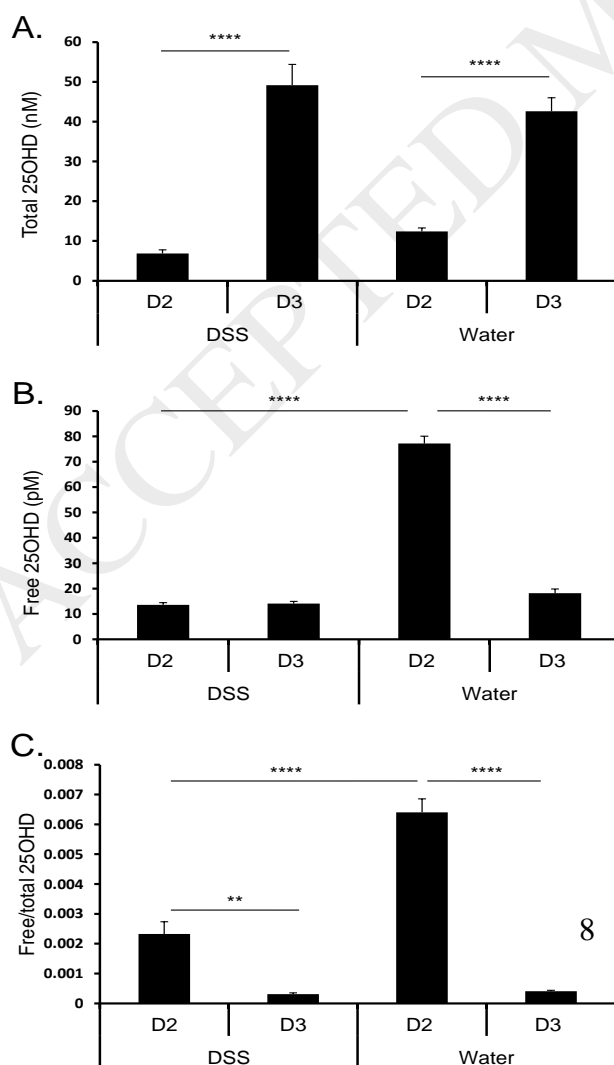 A.
Total 25OHD (nM)
60
50
40
30
20
10
0
****
****
D2 D3 D2 D3
DSS Water
B.
Free 25OHD (pM)
90
80
70
60
50
40
30
20
10
0
****
****
D2 D3 D2 D3
DSS Water
C.
Free/total 25OHD
0.008
0.007
0.006
0.005
0.004
0.003
0.002
0.001
0
****
****
**
8
D2 D3 D2 D3
DSS Water
ACCEPTED M